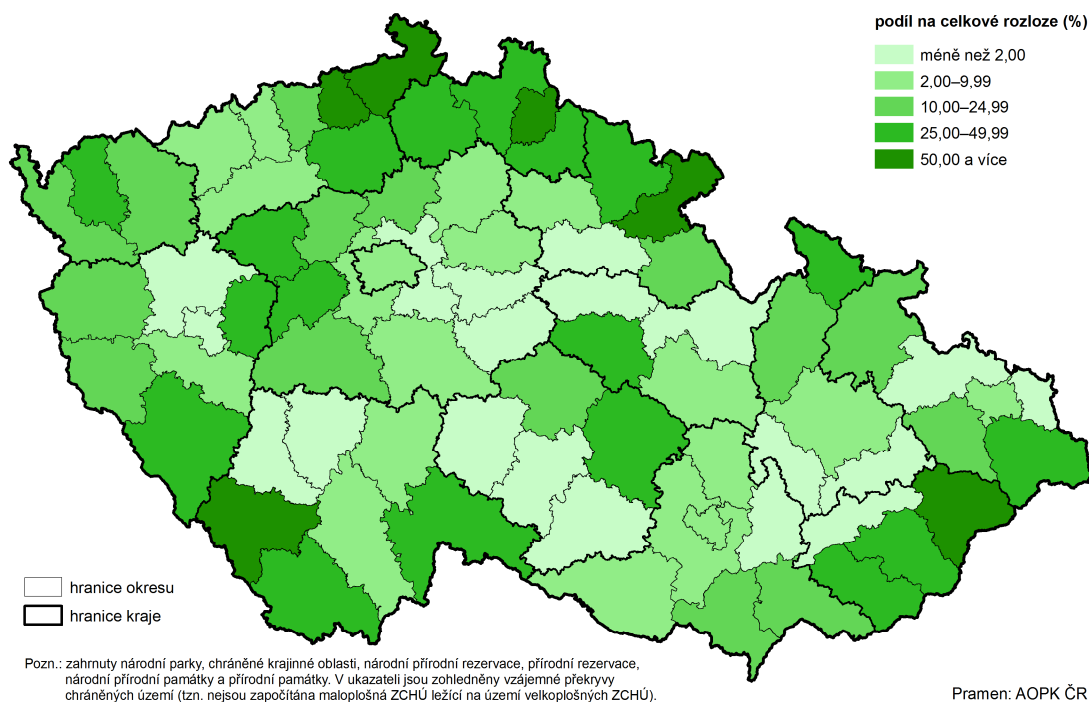 podíl na celkové rozloze (%)
méně než 2,00
2,00–9,99
10,00–24,99
25,00–49,99
50,00 a více
hranice okresu
hranice kraje
Pozn.: zahrnuty národní parky, chráněné krajinné oblasti, národní přírodní rezervace, přírodní rezervace,
národní přírodní památky a přírodní památky. V ukazateli jsou zohledněny vzájemné překryvy
chráněných území (tzn. nejsou započítána maloplošná ZCHÚ ležící na území velkoplošných ZCHÚ).
Pramen: AOPK ČR